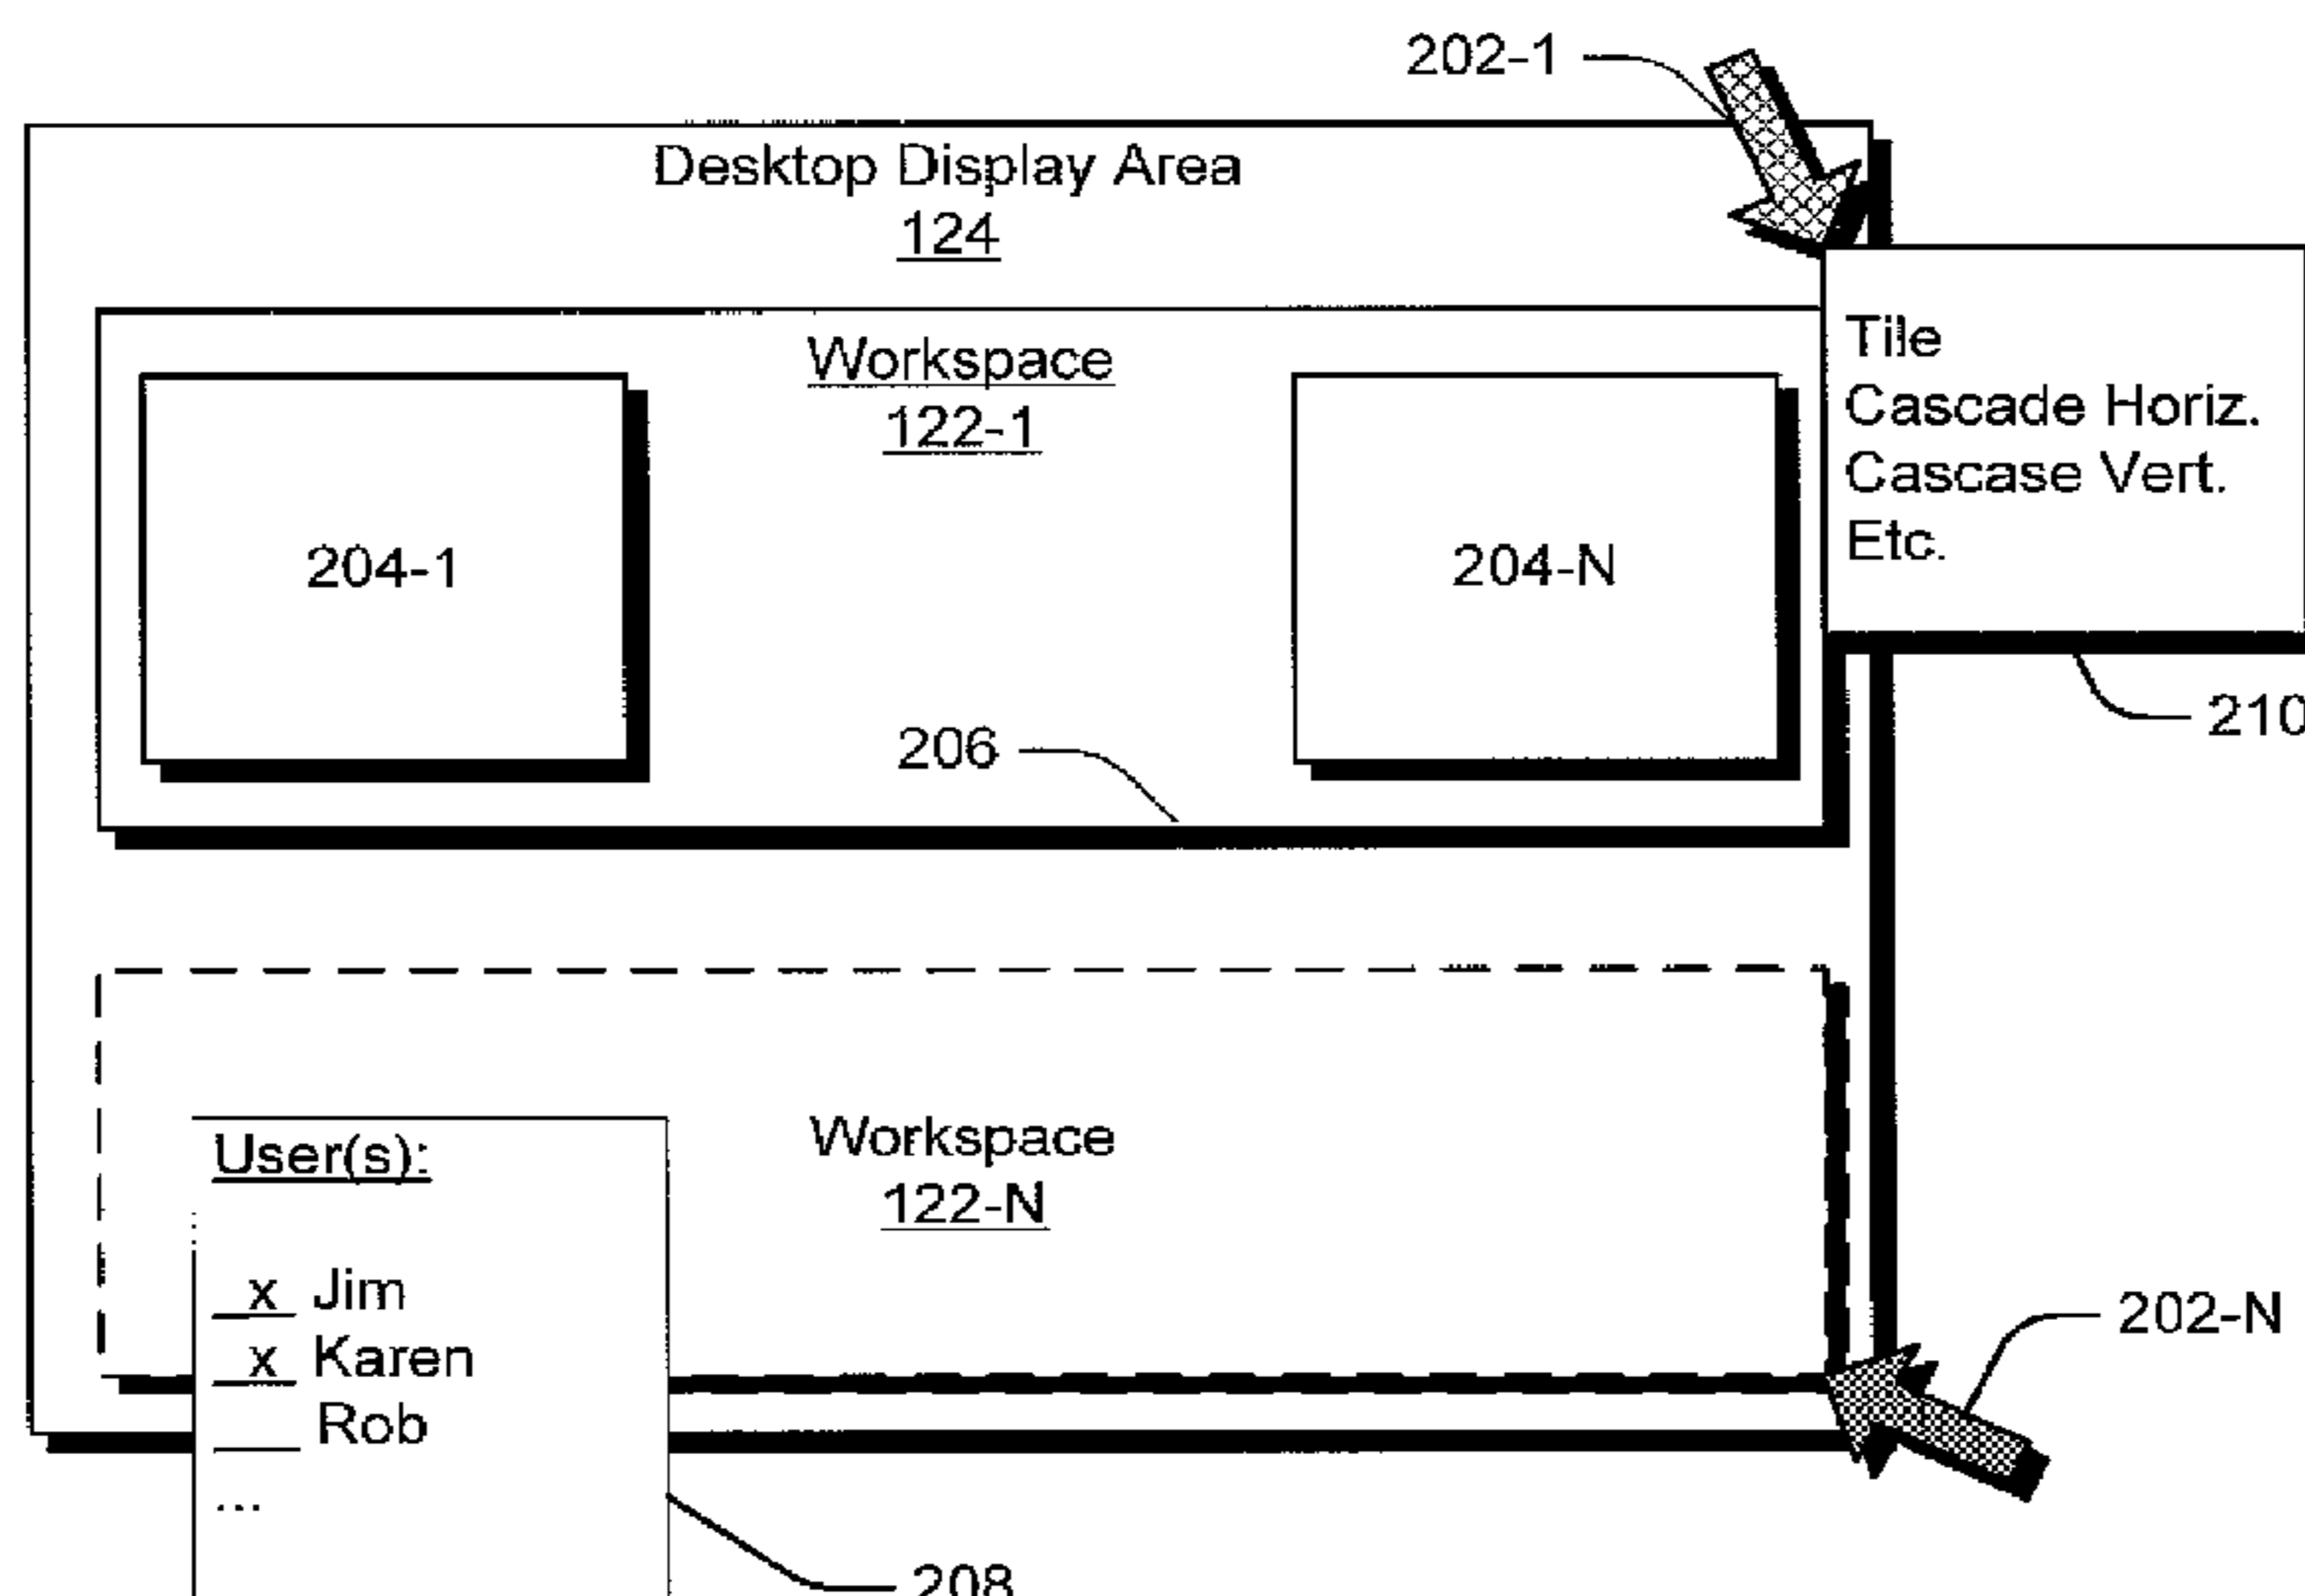 202-1
Desktop Display Area
124
Workspace
122-1
204-1
204-N
Tile
Cascade Horiz.
Cascase Vert.
Etc.
210
206
Workspace
122-N
User(s):
x Jim
x Karen
Rob
...
202-N
208